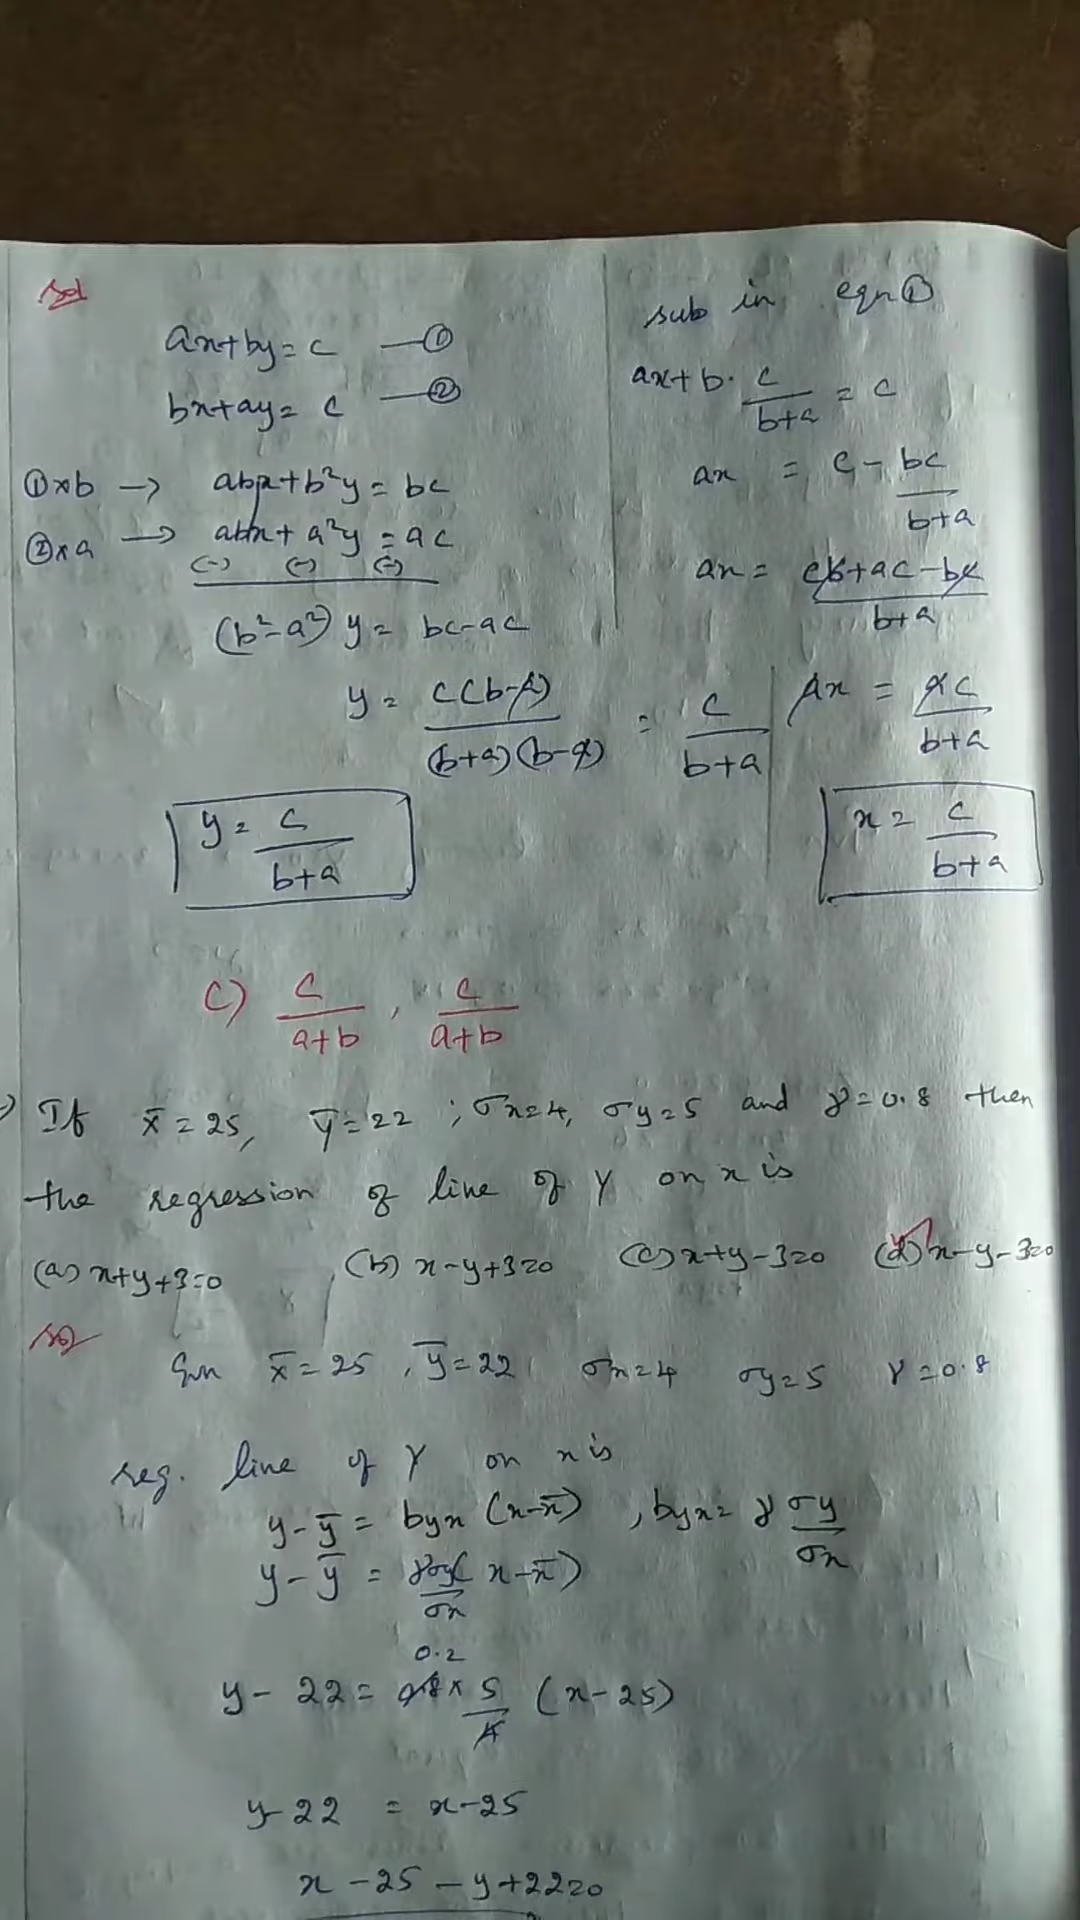 Sol
ax+by=c —①
bx+ay=c —②
①×b → abx+b²y=bc
②×a → abx+a²y=ac
(-) (-) (-)
(b²-a²)y=bc-ac
y = c(b-a)/(b+a)(b-a) = c/b+a
y = c/b+a
sub in eqn①
ax+b. c/b+a = c
ax = c - bc/b+a
ax = cb+ac-bc/b+a
ax = ac/b+a
x = c/b+a
c) c/a+b , c/a+b
If x̄=25, ȳ=22 ; σx=4, σy=5 and γ=0.8 then
the regression of line of Y on x is
(a) x+y+3=0 (b) x-y+3=0 (c) x+y-3=0 (d) x-y-3=0
Sol
Gvn x̄=25, ȳ=22 σx=4 σy=5 γ=0.8
reg. line of Y on x is
y-ȳ = byx (x-x̄) , byx = γ σy/σx
y-ȳ = γσy/σx (x-x̄)
0.2
y-22 = 0.8 × 5/4 (x-25)
y-22 = x-25
x-25-y+22=0